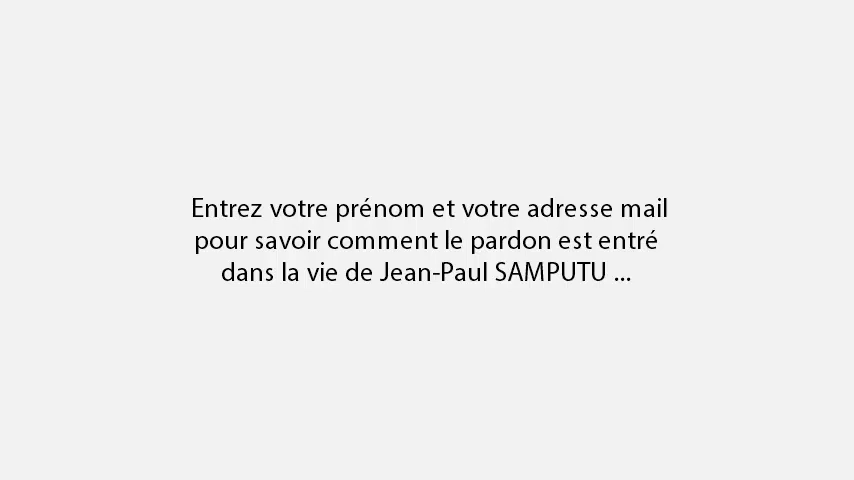 Entrez votre prénom et votre adresse mail
pour savoir comment le pardon est entré
dans la vie de Jean-Paul SAMPUTU ...